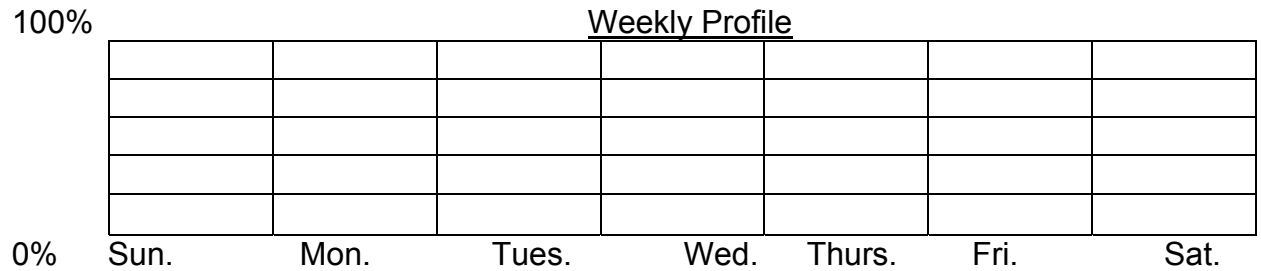 100% Weekly Profile
0% Sun. Mon. Tues. Wed. Thurs. Fri. Sat.